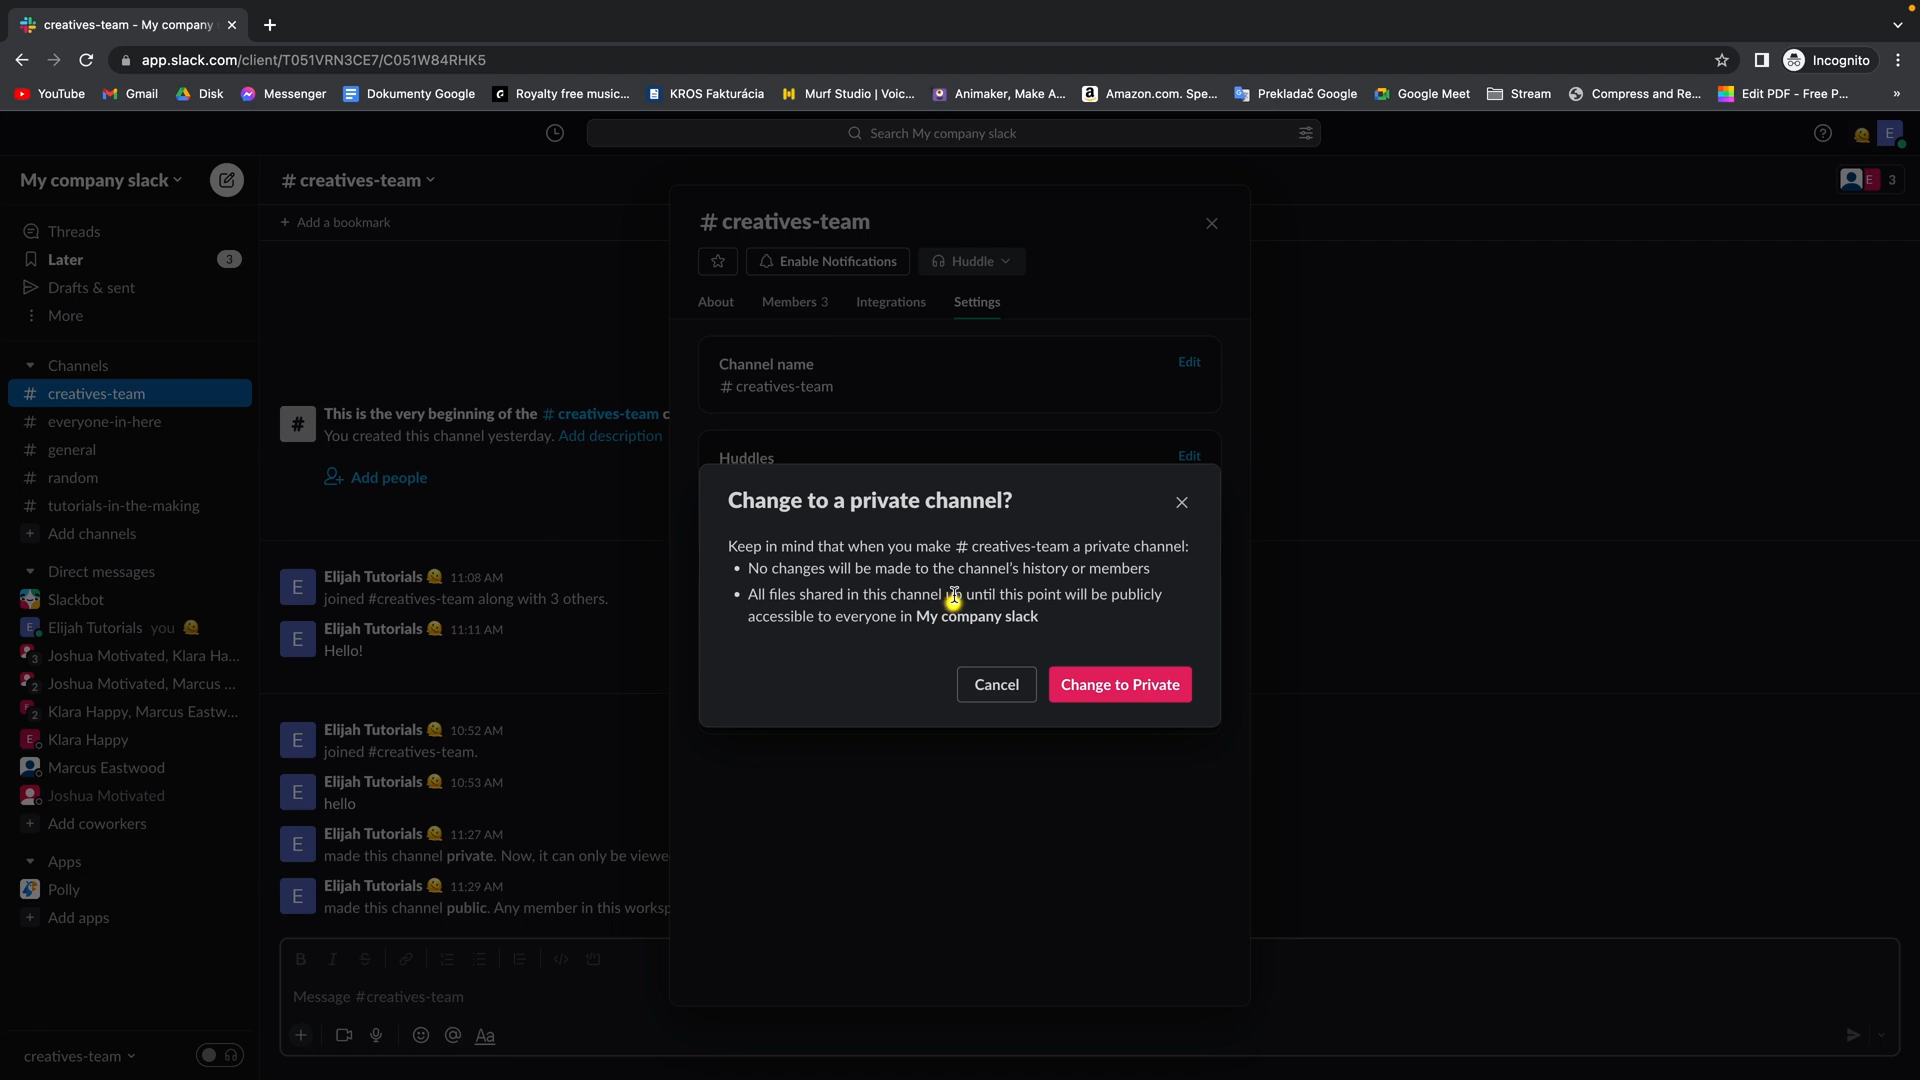 creatives-team - My company
app.slack.com/client/T051VRN3CE7/C051W84RHK5
Incognito
YouTube
Gmail
Disk
Messenger
Dokumenty Google
Royalty free music...
KROS Fakturácia
Murf Studio | Voic...
Animaker, Make A...
Amazon.com. Spe...
Prekladač Google
Google Meet
Stream
Compress and Re...
Edit PDF - Free P...
»
Search My company slack
E
My company slack
# creatives-team
E 3
+ Add a bookmark
Threads
Later 3
Drafts & sent
More
Channels
# creatives-team
# everyone-in-here
# general
# random
# tutorials-in-the-making
+ Add channels
Direct messages
Slackbot
E Elijah Tutorials you
3 Joshua Motivated, Klara Ha...
2 Joshua Motivated, Marcus ...
2 Klara Happy, Marcus Eastw...
E Klara Happy
Marcus Eastwood
Joshua Motivated
+ Add coworkers
Apps
Polly
+ Add apps
creatives-team
# This is the very beginning of the # creatives-team c
You created this channel yesterday. Add description
Add people
E Elijah Tutorials 11:08 AM
joined #creatives-team along with 3 others.
E Elijah Tutorials 11:11 AM
Hello!
E Elijah Tutorials 10:52 AM
joined #creatives-team.
E Elijah Tutorials 10:53 AM
hello
E Elijah Tutorials 11:27 AM
made this channel private. Now, it can only be viewe
E Elijah Tutorials 11:29 AM
made this channel public. Any member in this worksp
B I S
Message #creatives-team
+ @ Aa
# creatives-team
Enable Notifications
Huddle
About
Members 3
Integrations
Settings
Channel name Edit
# creatives-team
Huddles Edit
Change to a private channel?
Keep in mind that when you make # creatives-team a private channel:
• No changes will be made to the channel's history or members
• All files shared in this channel up until this point will be publicly
accessible to everyone in My company slack
Cancel
Change to Private